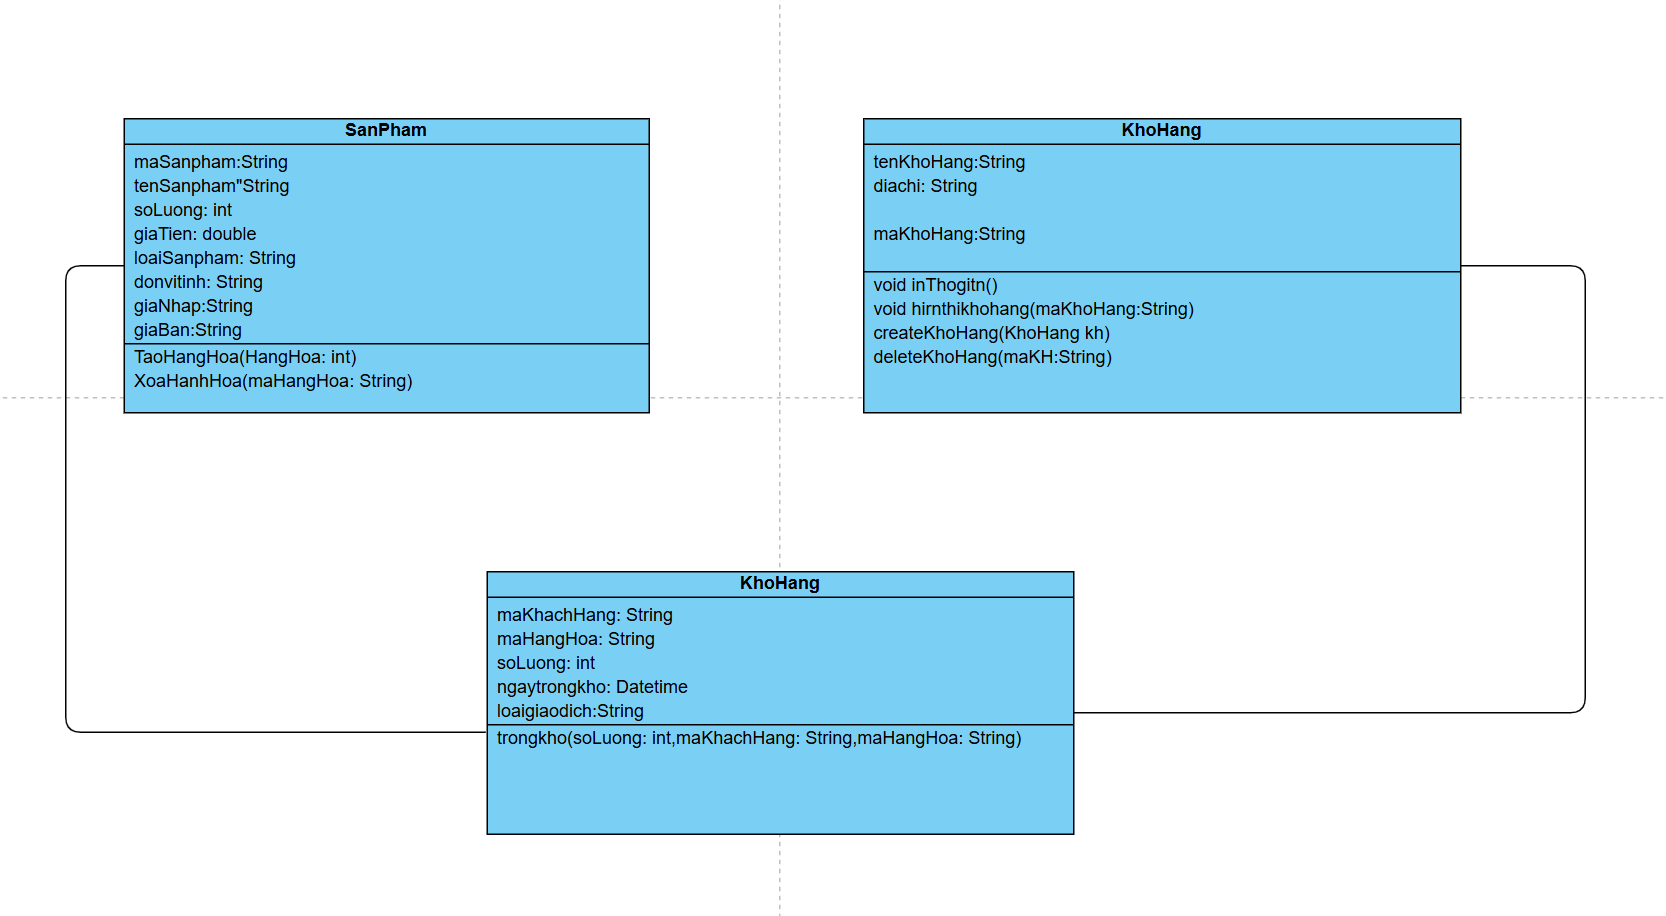 SanPham
maSanpham:String
tenSanpham"String
soLuong: int
giaTien: double
loaiSanpham: String
donvitinh: String
giaNhap:String
giaBan:String
TaoHangHoa(HangHoa: int)
XoaHanhHoa(maHangHoa: String)
KhoHang
tenKhoHang:String
diachi: String
maKhoHang:String
void inThogitn()
void hirnthikhohang(maKhoHang:String)
createKhoHang(KhoHang kh)
deleteKhoHang(maKH:String)
KhoHang
maKhachHang: String
maHangHoa: String
soLuong: int
ngaytrongkho: Datetime
loaigiaodich:String
trongkho(soLuong: int,maKhachHang: String,maHangHoa: String)